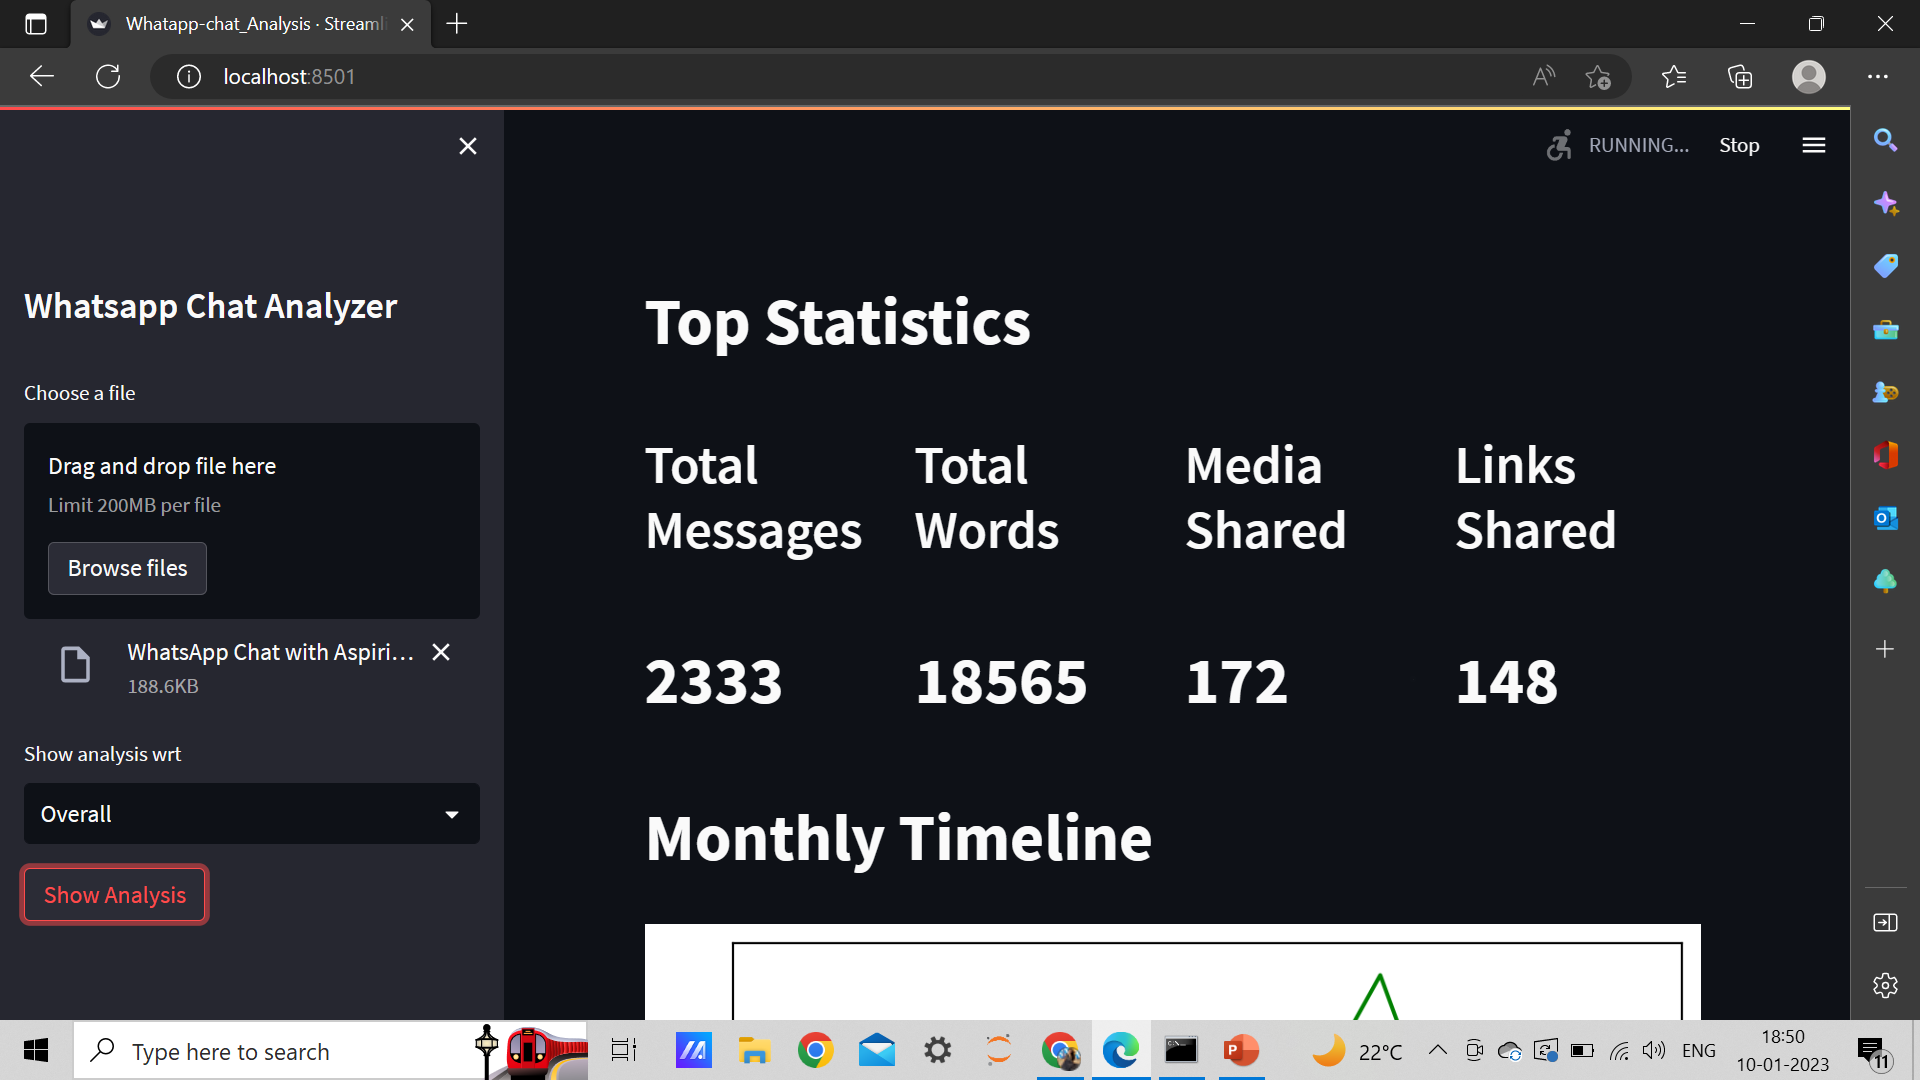 Whatapp-chat_Analysis · Streamli
localhost:8501
RUNNING...
Stop
Whatsapp Chat Analyzer
Choose a file
Drag and drop file here
Limit 200MB per file
Browse files
WhatsApp Chat with Aspiri...
188.6KB
Show analysis wrt
Overall
Show Analysis
Top Statistics
Total Messages
Total Words
Media Shared
Links Shared
2333
18565
172
148
Monthly Timeline
Type here to search
22°C
ENG
18:50
10-01-2023
11